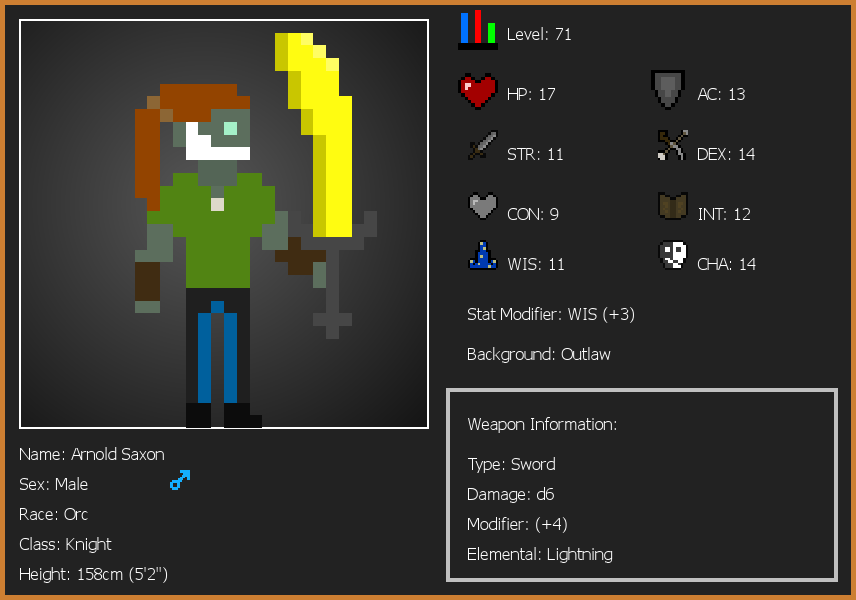 Level: 71
HP: 17
AC: 13
STR: 11
DEX: 14
CON: 9
INT: 12
WIS: 11
CHA: 14
Stat Modifier: WIS (+3)
Background: Outlaw
Weapon Information:
Type: Sword
Damage: d6
Modifier: (+4)
Elemental: Lightning
Name: Arnold Saxon
Sex: Male
Race: Orc
Class: Knight
Height: 158cm (5'2")